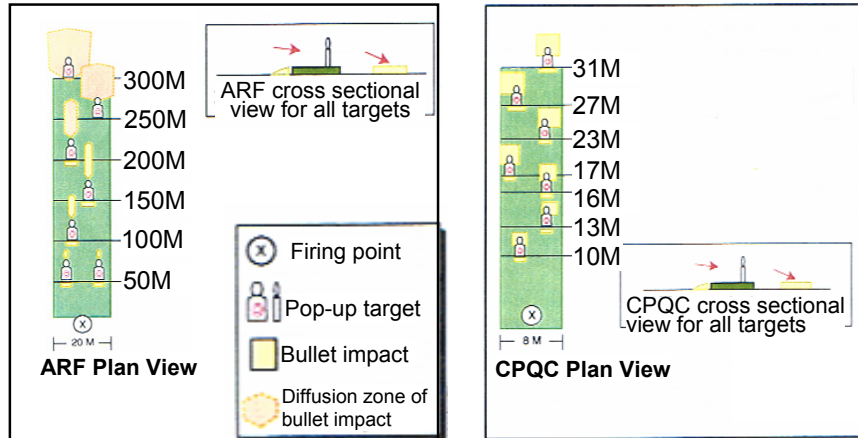 300M
250M
200M
150M
100M
50M
X
20 M
ARF Plan View
ARF cross sectional
view for all targets
X Firing point
Pop-up target
Bullet impact
Diffusion zone of
bullet impact
31M
27M
23M
17M
16M
13M
10M
X
8 M
CPQC Plan View
CPQC cross sectional
view for all targets